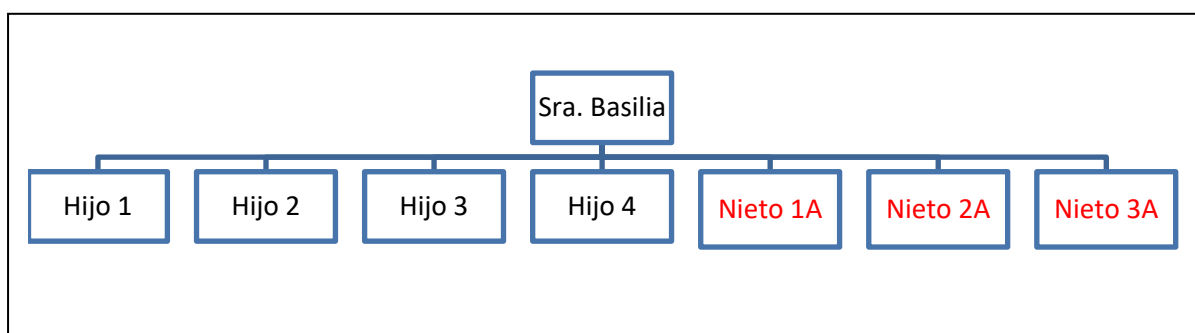 Sra. Basilia
Hijo 1
Hijo 2
Hijo 3
Hijo 4
Nieto 1A
Nieto 2A
Nieto 3A